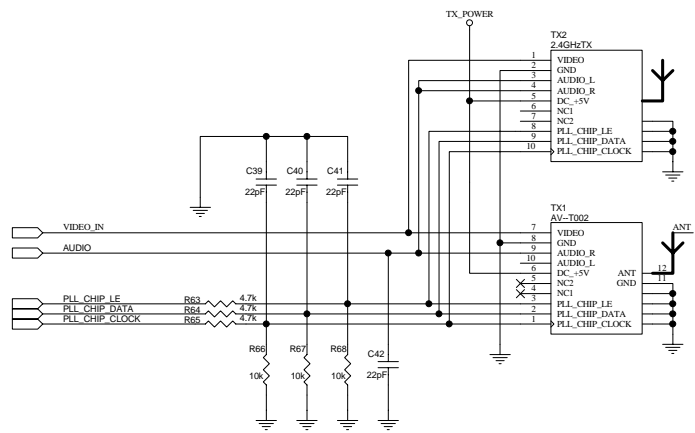 TX_POWER
TX2
2.4GHzTX
1 VIDEO
2 GND
3 AUDIO_L
4 AUDIO_R
5 DC_+5V
6 NC1
7 NC2
8 PLL_CHIP_LE
9 PLL_CHIP_DATA
10 PLL_CHIP_CLOCK
C39 C40 C41
22pF 22pF 22pF
TX1
AV--T002
VIDEO_IN
AUDIO
7 VIDEO
8 GND
9 AUDIO_R
10 AUDIO_L
6 DC_+5V
5 NC2
4 NC1
3 PLL_CHIP_LE
2 PLL_CHIP_DATA
1 PLL_CHIP_CLOCK
ANT
ANT 12
GND 11
PLL_CHIP_LE R63 4.7k
PLL_CHIP_DATA R64 4.7k
PLL_CHIP_CLOCK R65 4.7k
R66 R67 R68 C42
10k 10k 10k 22pF